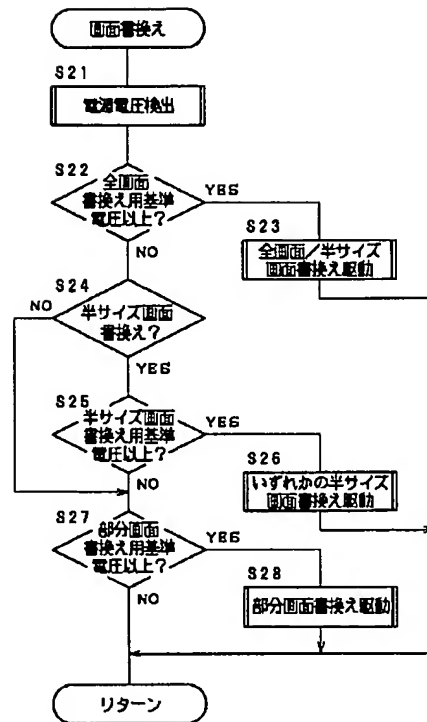 画面書換え
S21
電源電圧検出
S22
全画面
書換え用基準
電圧以上？
YES
NO
S23
全画面／半サイズ
画面書換え駆動
S24
NO
半サイズ画面
書換え？
YES
S25
半サイズ画面
書換え用基準
電圧以上？
YES
NO
S26
いずれかの半サイズ
画面書換え駆動
S27
部分画面
書換え用基準
電圧以上？
YES
NO
S28
部分画面書換え駆動
リターン